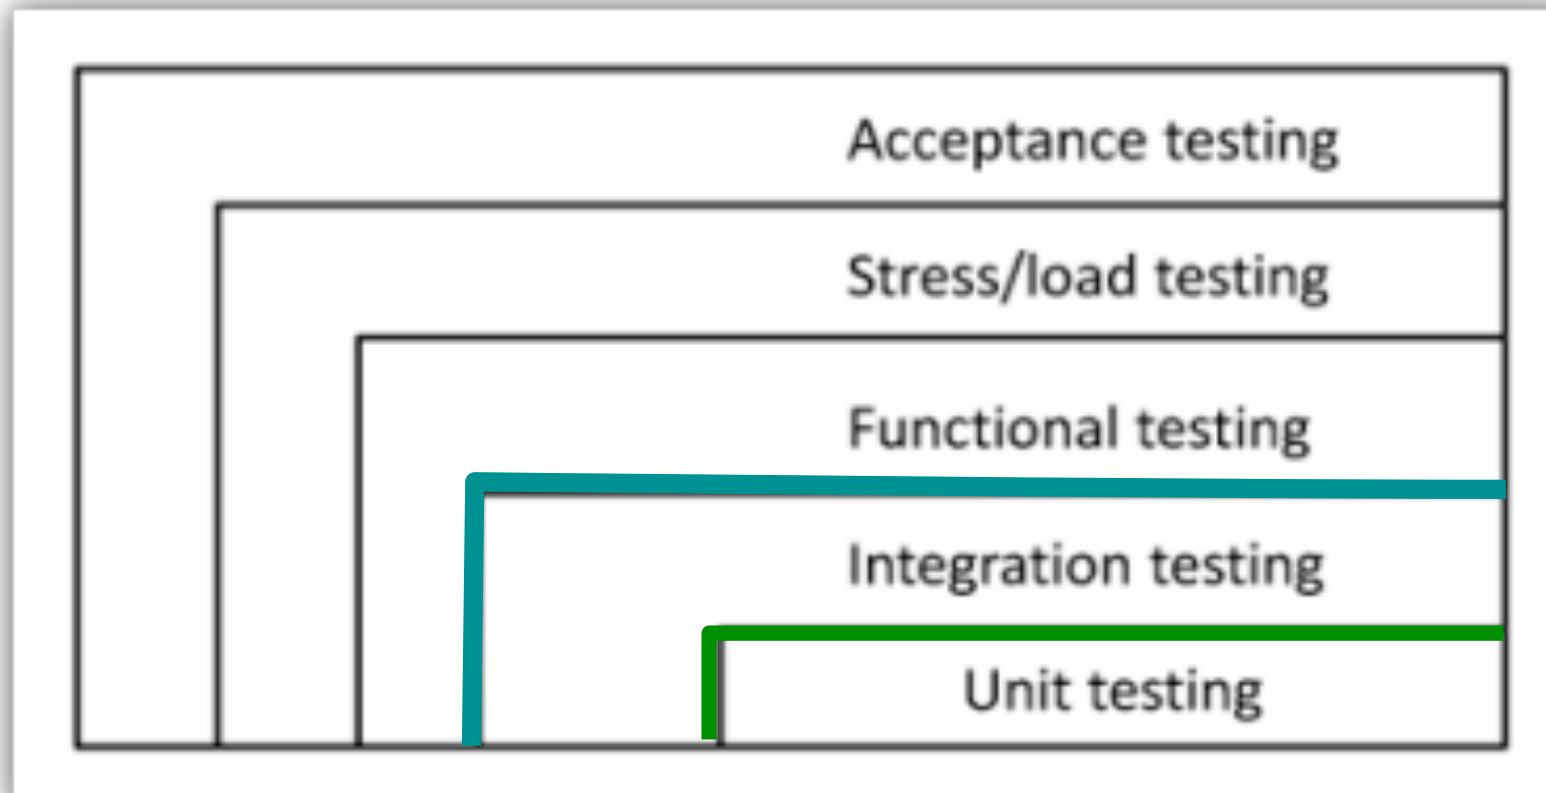 Acceptance testing
Stress/load testing
Functional testing
Integration testing
Unit testing